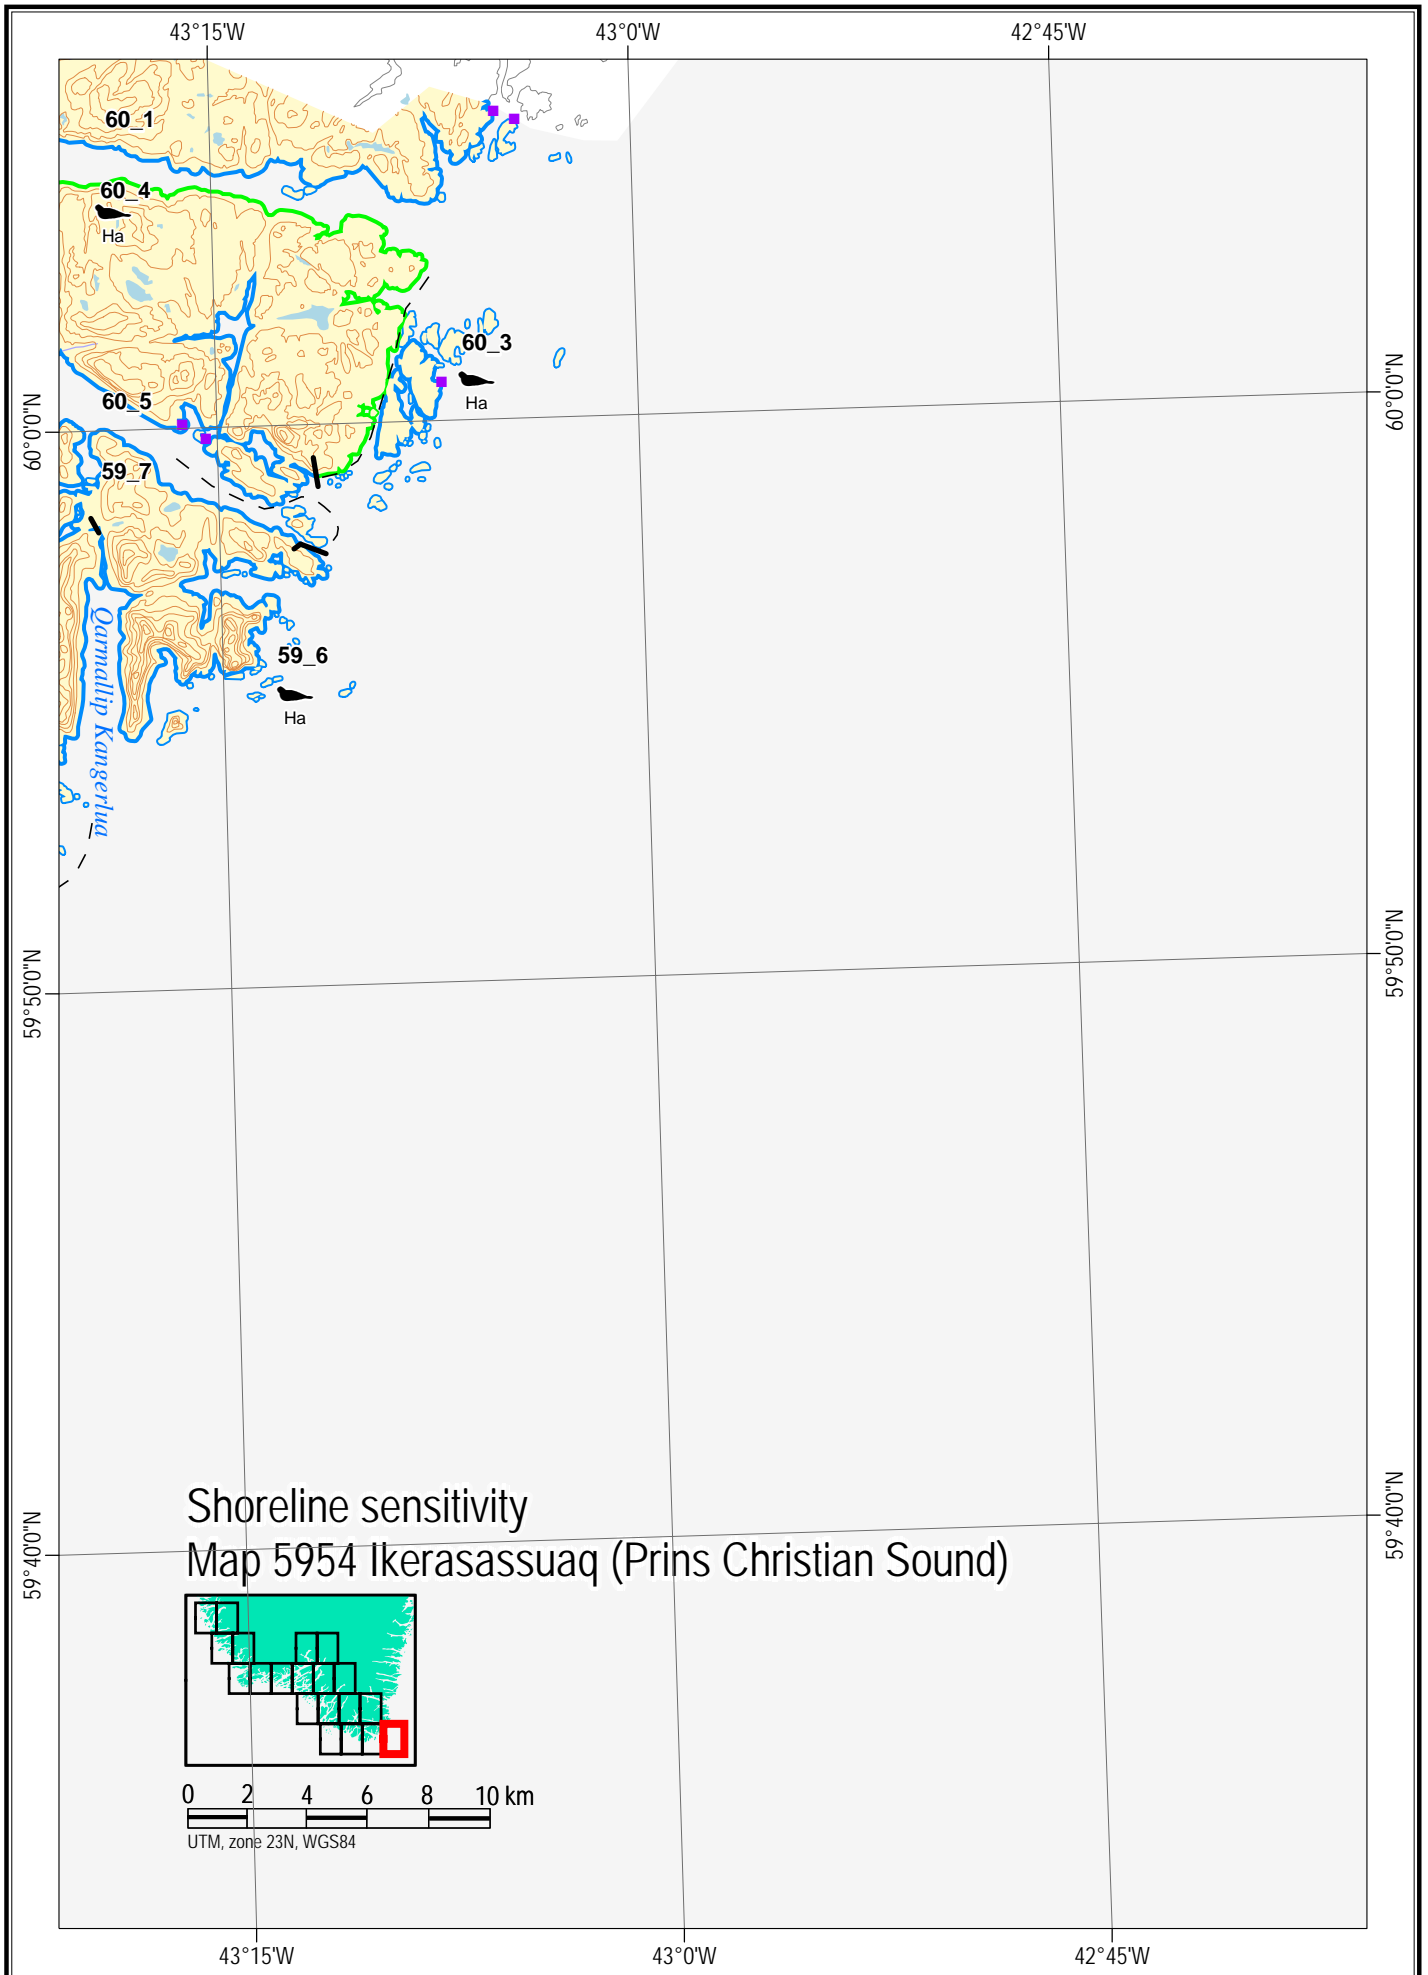 43°15'W
43°0'W
42°45'W
60_1
60_4
Ha
60_3
Ha
60_5
60°0'0"N
60°0'0"N
59_7
Qarmallip Kangerlua
59_6
Ha
59°50'0"N
59°50'0"N
Shoreline sensitivity
Map 5954 Ikerasassuaq (Prins Christian Sound)
59°40'0"N
59°40'0"N
0 2 4 6 8 10 km
UTM, zone 23N, WGS84
43°15'W
43°0'W
42°45'W